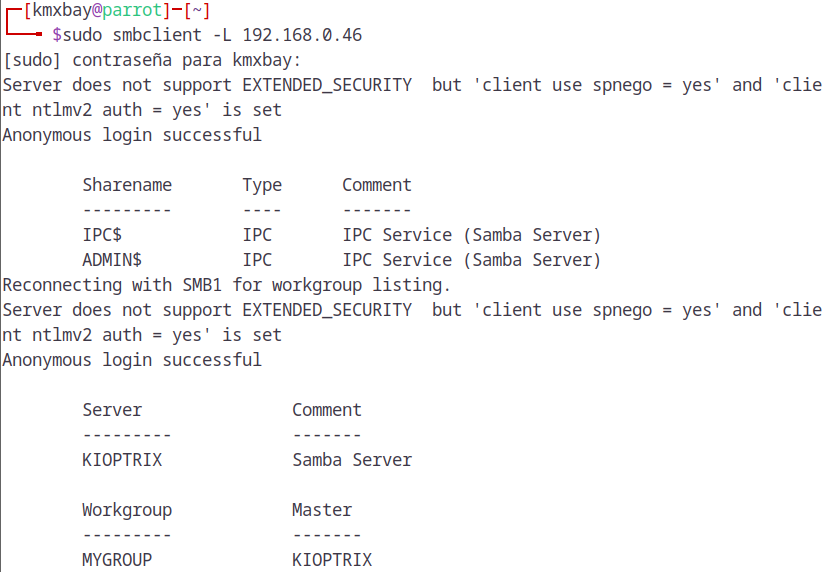 [kmxbay@parrot]─[~]
$sudo smbclient -L 192.168.0.46
[sudo] contraseña para kmxbay:
Server does not support EXTENDED_SECURITY  but 'client use spnego = yes' and 'clie
nt ntlmv2 auth = yes' is set
Anonymous login successful
Sharename       Type      Comment
---------       ----      -------
IPC$            IPC       IPC Service (Samba Server)
ADMIN$          IPC       IPC Service (Samba Server)
Reconnecting with SMB1 for workgroup listing.
Server does not support EXTENDED_SECURITY  but 'client use spnego = yes' and 'clie
nt ntlmv2 auth = yes' is set
Anonymous login successful
Server               Comment
---------            -------
KIOPTRIX             Samba Server
Workgroup            Master
---------            -------
MYGROUP              KIOPTRIX